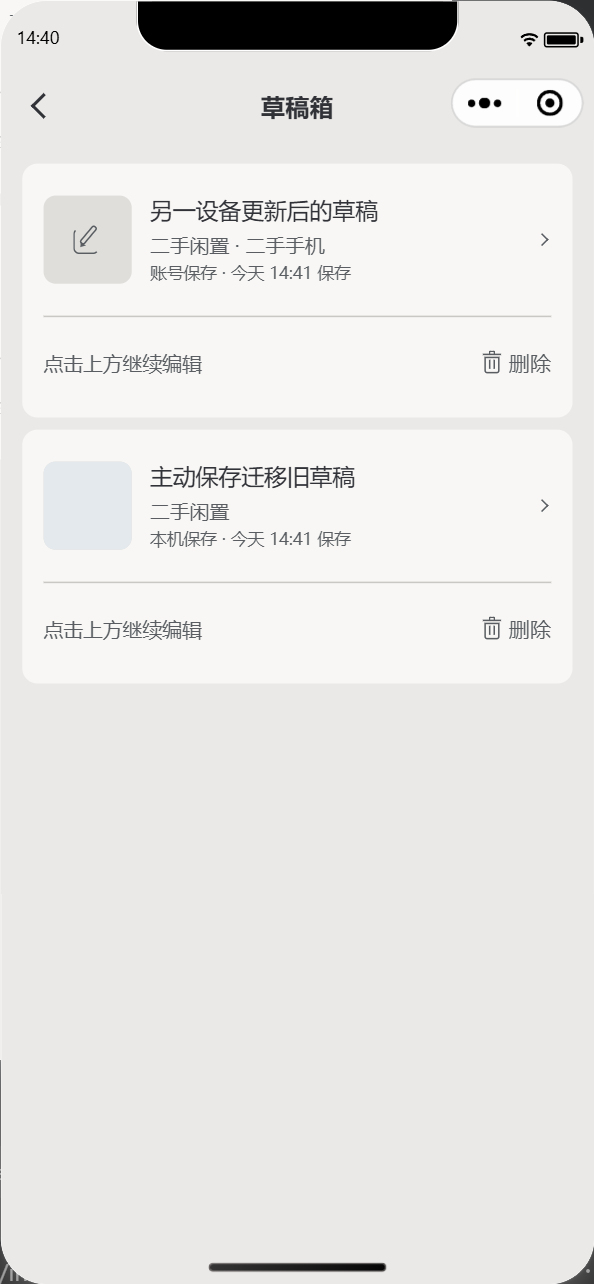 14:40
草稿箱
另一设备更新后的草稿
二手闲置 · 二手手机
账号保存 · 今天 14:41 保存
点击上方继续编辑
删除
主动保存迁移旧草稿
二手闲置
本机保存 · 今天 14:41 保存
点击上方继续编辑
删除